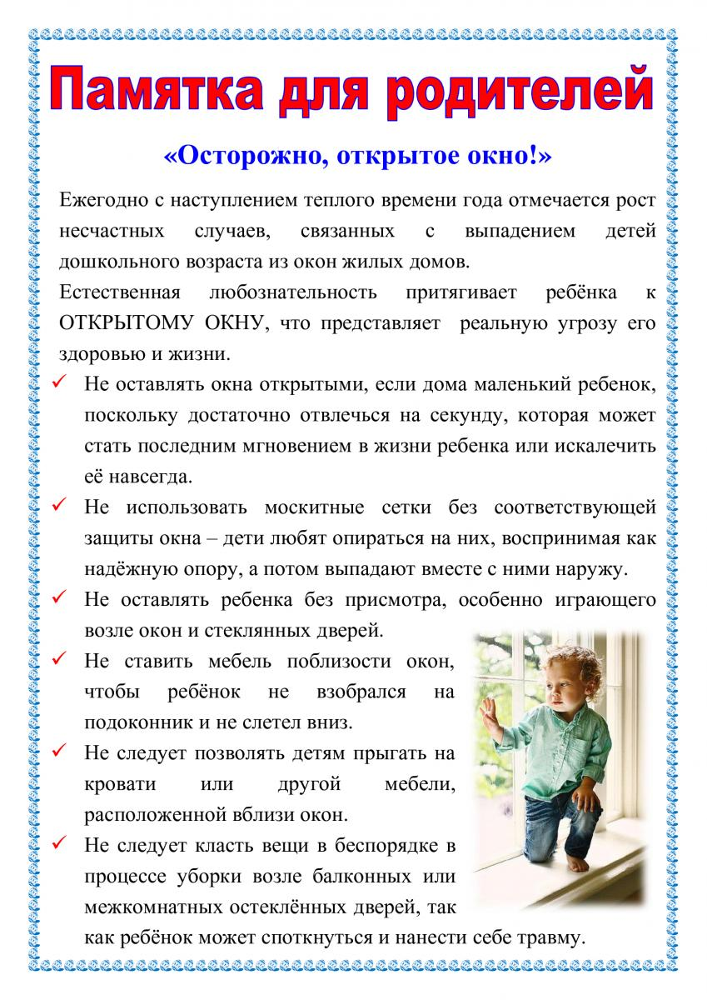 Памятка для родителей
«Осторожно, открытое окно!»
Ежегодно с наступлением теплого времени года отмечается рост
несчастных случаев, связанных с выпадением детей
дошкольного возраста из окон жилых домов.
Естественная любознательность притягивает ребёнка к
ОТКРЫТОМУ ОКНУ, что представляет реальную угрозу его
здоровью и жизни.
✓ Не оставлять окна открытыми, если дома маленький ребенок,
поскольку достаточно отвлечься на секунду, которая может
стать последним мгновением в жизни ребенка или искалечить
её навсегда.
✓ Не использовать москитные сетки без соответствующей
защиты окна – дети любят опираться на них, воспринимая как
надёжную опору, а потом выпадают вместе с ними наружу.
✓ Не оставлять ребенка без присмотра, особенно играющего
возле окон и стеклянных дверей.
✓ Не ставить мебель поблизости окон,
чтобы ребёнок не взобрался на
подоконник и не слетел вниз.
✓ Не следует позволять детям прыгать на
кровати или другой мебели,
расположенной вблизи окон.
✓ Не следует класть вещи в беспорядке в
процессе уборки возле балконных или
межкомнатных остеклённых дверей, так
как ребёнок может споткнуться и нанести себе травму.